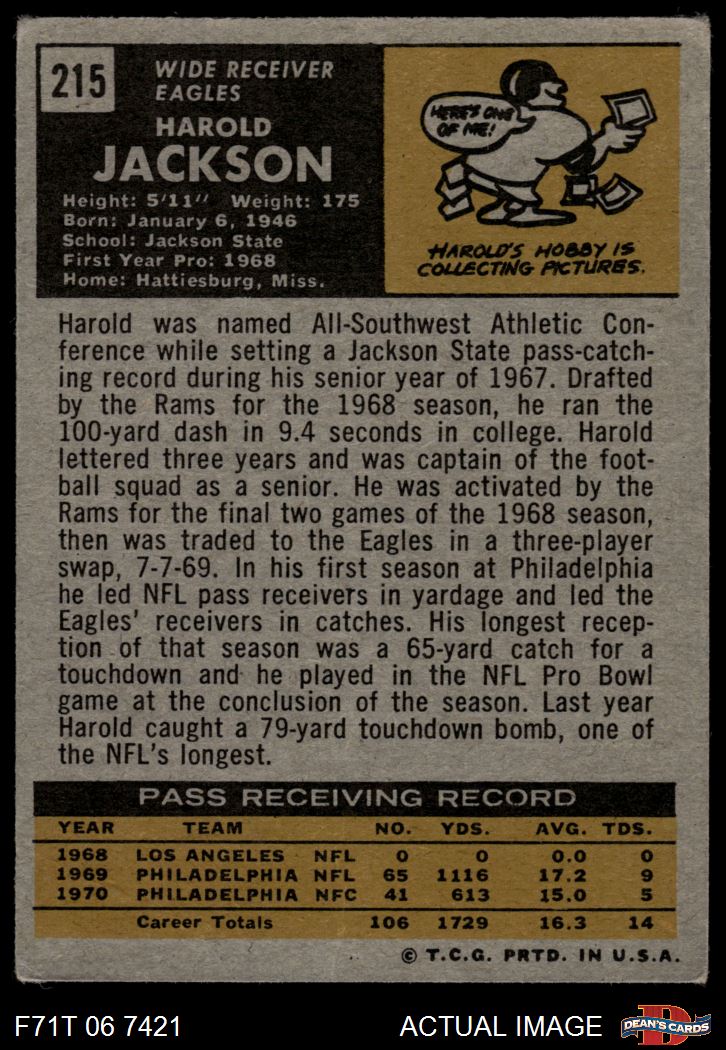 215
WIDE RECEIVER
EAGLES
HAROLD
JACKSON
Height: 5'11" Weight: 175
Born: January 6, 1946
School: Jackson State
First Year Pro: 1968
Home: Hattiesburg, Miss.
HERE'S ONE
OF ME!
HAROLD'S HOBBY IS
COLLECTING PICTURES.
Harold was named All-Southwest Athletic Con-
ference while setting a Jackson State pass-catch-
ing record during his senior year of 1967. Drafted
by the Rams for the 1968 season, he ran the
100-yard dash in 9.4 seconds in college. Harold
lettered three years and was captain of the foot-
ball squad as a senior. He was activated by the
Rams for the final two games of the 1968 season,
then was traded to the Eagles in a three-player
swap, 7-7-69. In his first season at Philadelphia
he led NFL pass receivers in yardage and led the
Eagles' receivers in catches. His longest recep-
tion of that season was a 65-yard catch for a
touchdown and he played in the NFL Pro Bowl
game at the conclusion of the season. Last year
Harold caught a 79-yard touchdown bomb, one of
the NFL's longest.
PASS RECEIVING RECORD
YEAR TEAM NO. YDS. AVG. TDS.
1968 LOS ANGELES NFL 0 0 0.0 0
1969 PHILADELPHIA NFL 65 1116 17.2 9
1970 PHILADELPHIA NFC 41 613 15.0 5
Career Totals 106 1729 16.3 14
© T.C.G. PRTD. IN U.S.A.
F71T 06 7421 ACTUAL IMAGE
D
DEAN'S CARDS